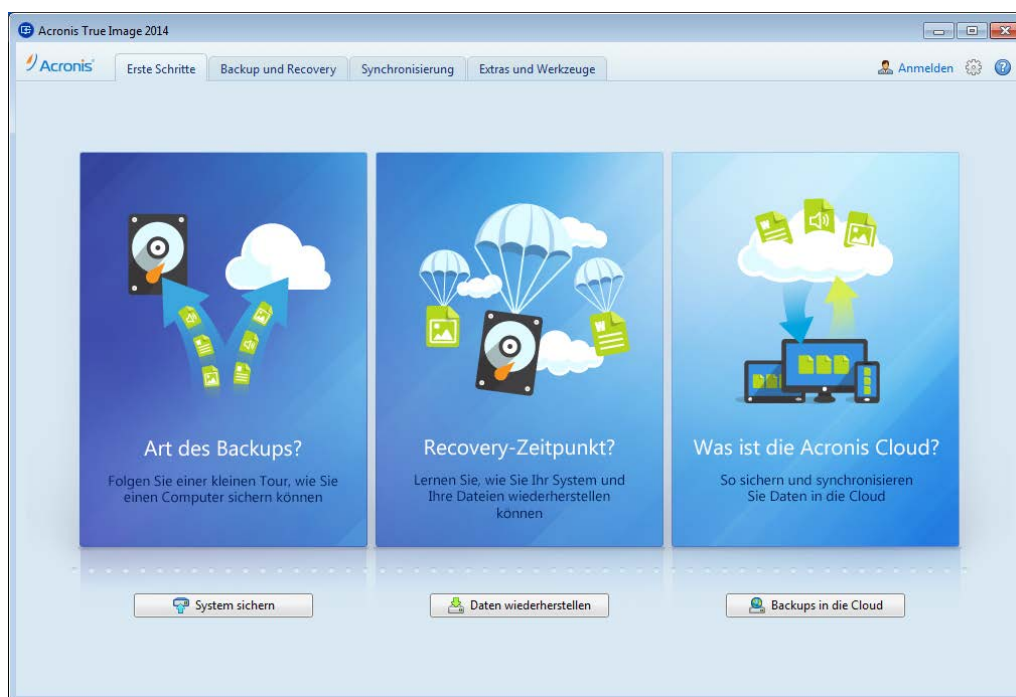 Acronis True Image 2014
Acronis
Erste Schritte
Backup und Recovery
Synchronisierung
Extras und Werkzeuge
Anmelden
Art des Backups?
Folgen Sie einer kleinen Tour, wie Sie
einen Computer sichern können
Recovery-Zeitpunkt?
Lernen Sie, wie Sie Ihr System und
Ihre Dateien wiederherstellen
können
Was ist die Acronis Cloud?
So sichern und synchronisieren
Sie Daten in die Cloud
System sichern
Daten wiederherstellen
Backups in die Cloud